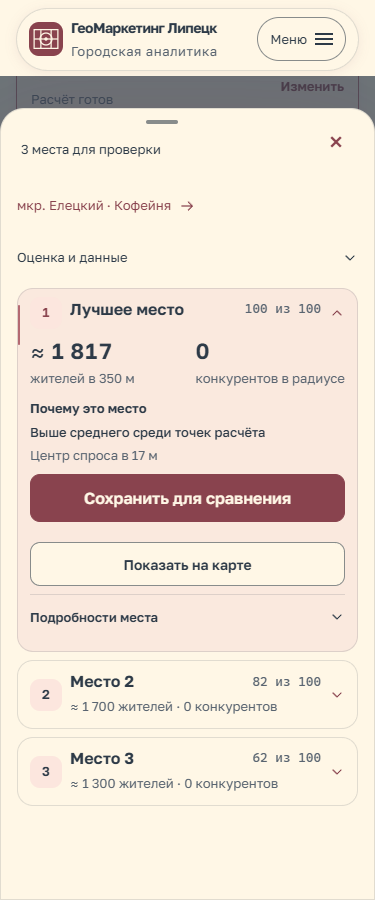 ГеоМаркетинг Липецк
Городская аналитика
Меню
Изменить
Расчёт готов
3 места для проверки
мкр. Елецкий · Кофейня →
Оценка и данные
1 Лучшее место 100 из 100
≈ 1 817 0
жителей в 350 м конкурентов в радиусе
Почему это место
Выше среднего среди точек расчёта
Центр спроса в 17 м
Сохранить для сравнения
Показать на карте
Подробности места
2 Место 2 82 из 100
≈ 1 700 жителей · 0 конкурентов
3 Место 3 62 из 100
≈ 1 300 жителей · 0 конкурентов